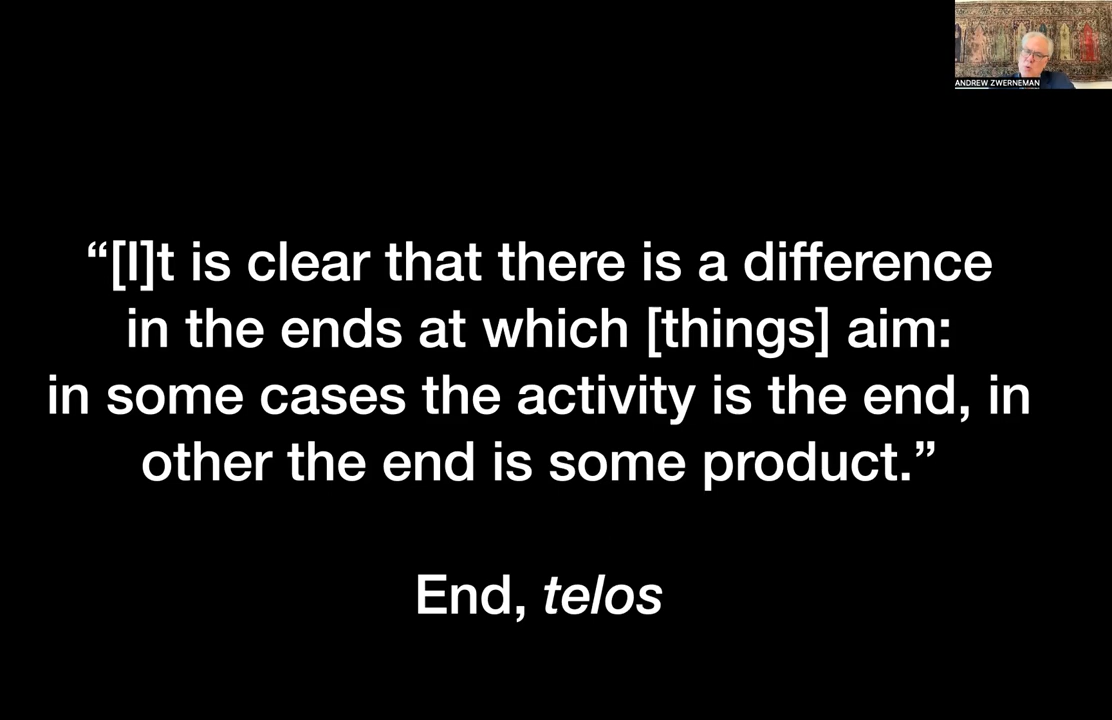 ANDREW ZWERNEMAN
“[I]t is clear that there is a difference
in the ends at which [things] aim:
in some cases the activity is the end, in
other the end is some product.”
End, telos